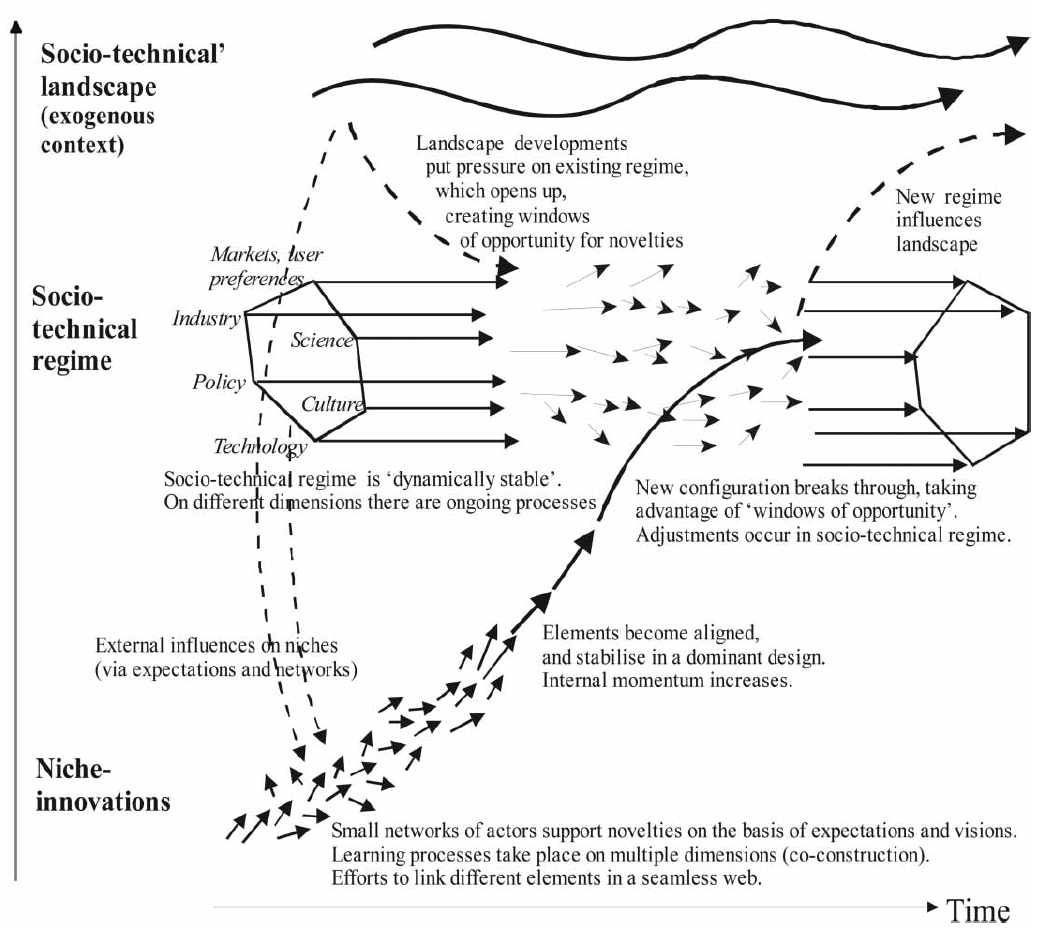 Socio-technical’
landscape
(exogenous
context)
Landscape developments
put pressure on existing regime,
which opens up,
creating windows
of opportunity for novelties
New regime
influences
landscape
Markets, user
preferences
Socio-
technical
regime
Industry
Science
Policy
Culture
Technology
Socio-technical regime is ‘dynamically stable’.
On different dimensions there are ongoing processes
New configuration breaks through, taking
advantage of ‘windows of opportunity’.
Adjustments occur in socio-technical regime.
External influences on niches
(via expectations and networks)
Elements become aligned,
and stabilise in a dominant design.
Internal momentum increases.
Niche-
innovations
Small networks of actors support novelties on the basis of expectations and visions.
Learning processes take place on multiple dimensions (co-construction).
Efforts to link different elements in a seamless web.
Time